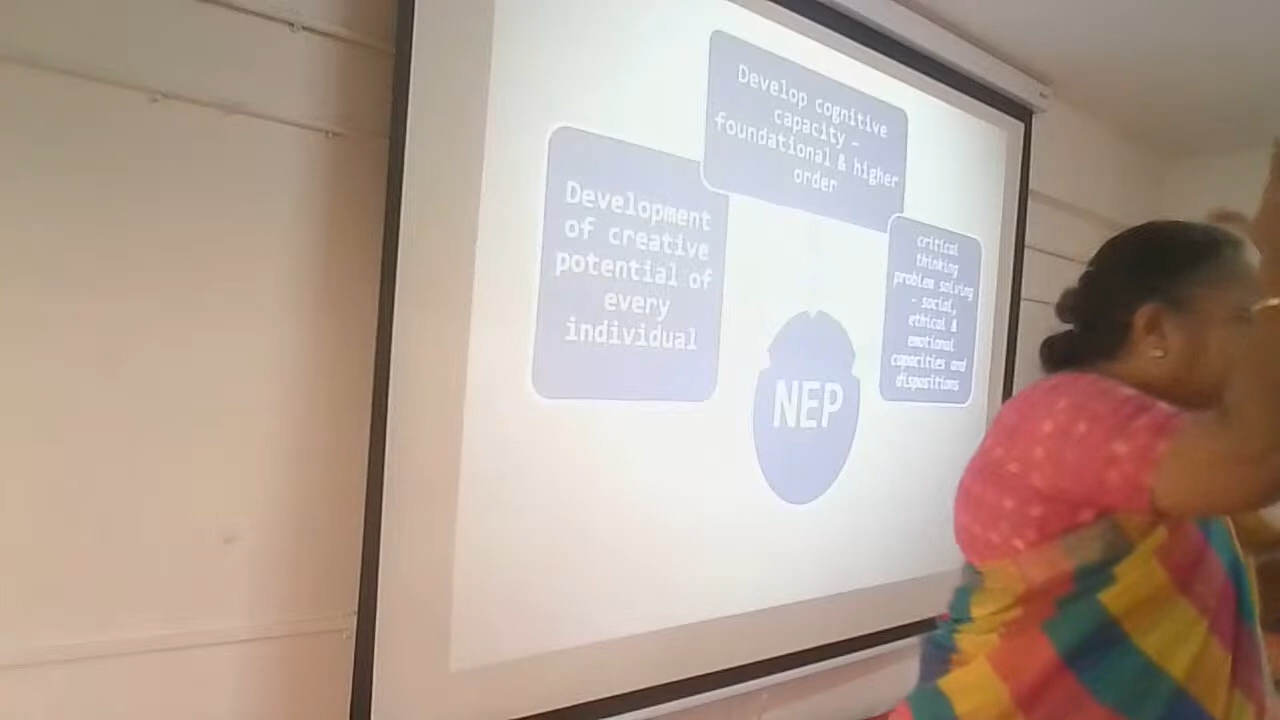 Develop cognitive
capacity –
foundational & higher
order
Development
of creative
potential of
every
individual
critical
thinking
problem solving
- social,
ethical &
emotional
capacities and
dispositions
NEP